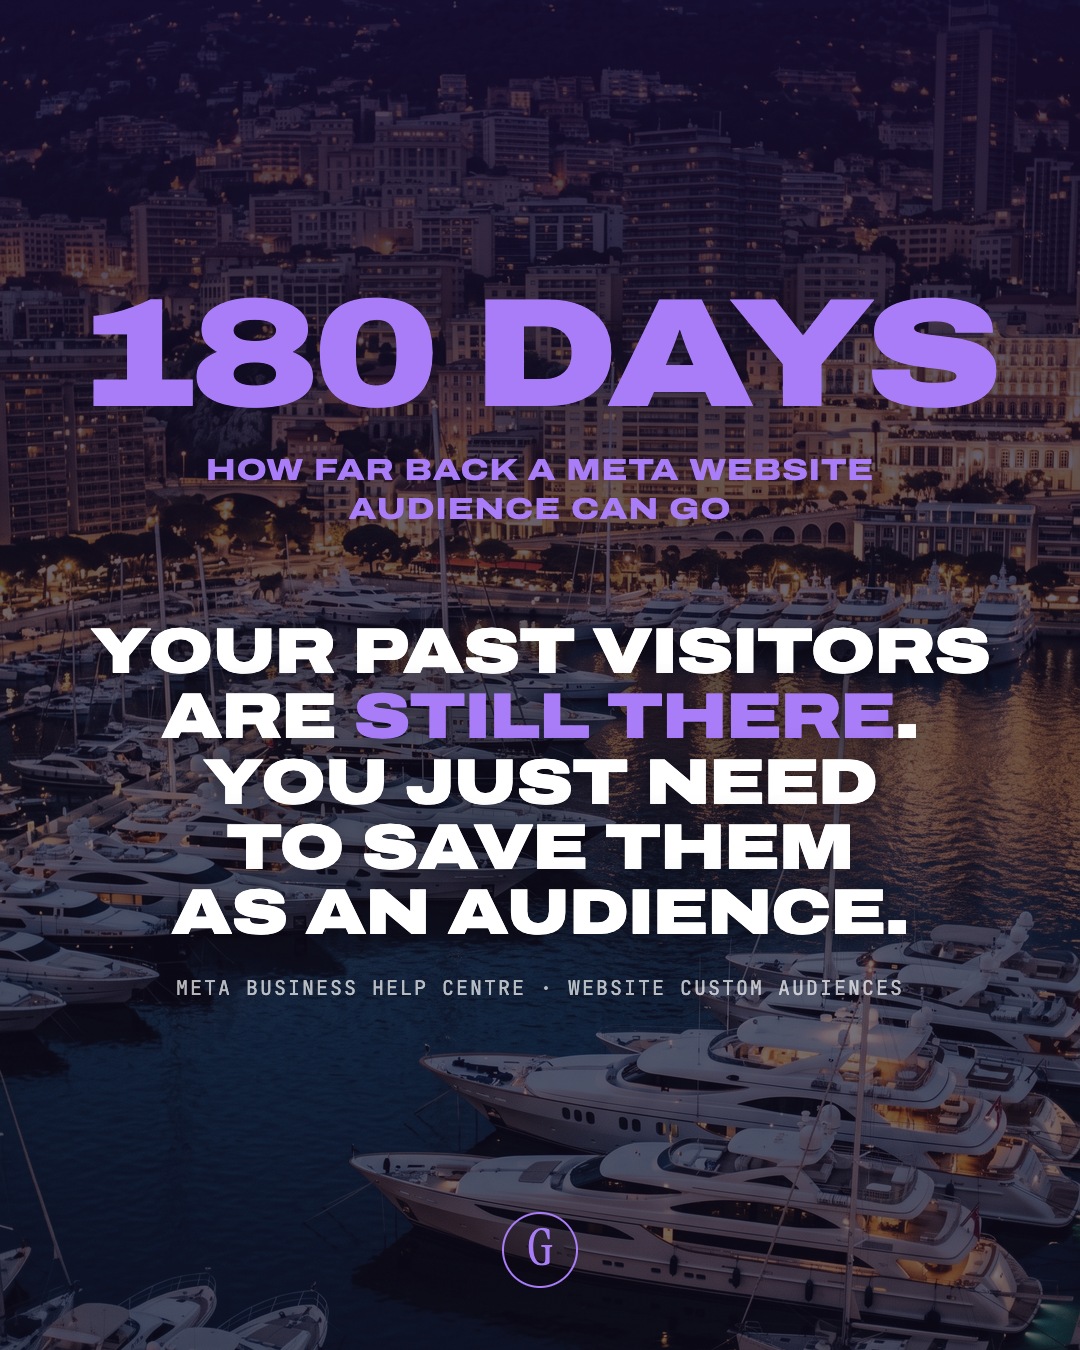 180 DAYS
HOW FAR BACK A META WEBSITE
AUDIENCE CAN GO
YOUR PAST VISITORS
ARE STILL THERE.
YOU JUST NEED
TO SAVE THEM
AS AN AUDIENCE.
META BUSINESS HELP CENTRE · WEBSITE CUSTOM AUDIENCES
G